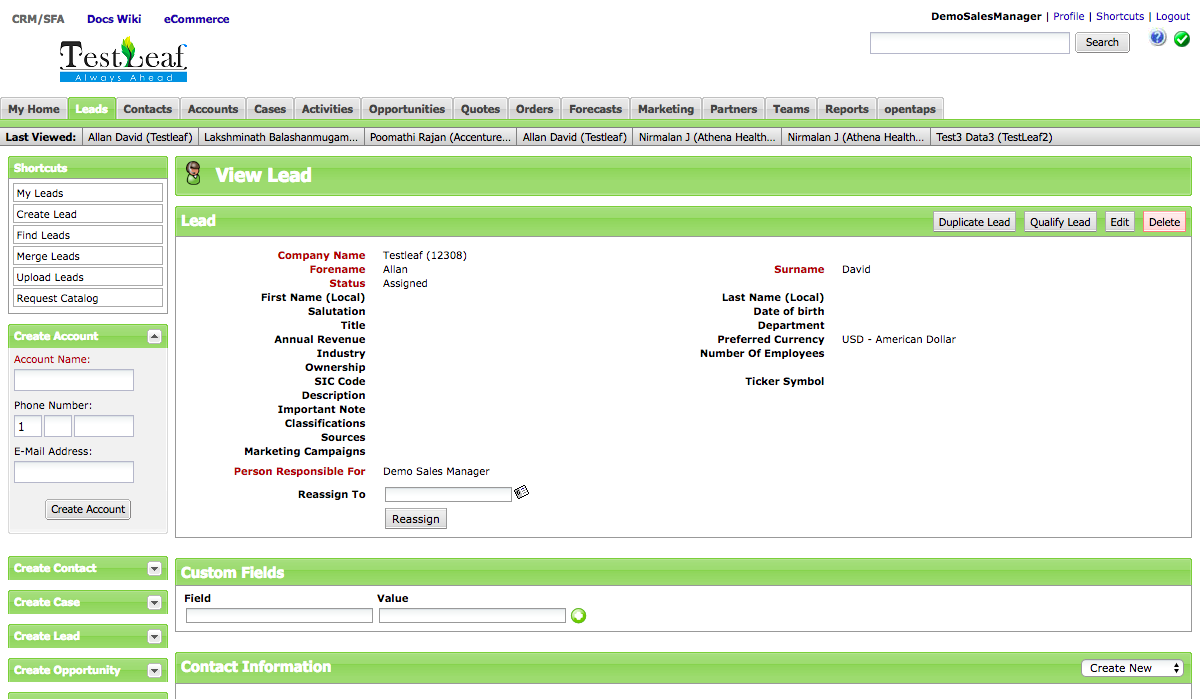 CRM/SFA Docs Wiki eCommerce
DemoSalesManager | Profile | Shortcuts | Logout
TestLeaf
Always Ahead
Search
My Home Leads Contacts Accounts Cases Activities Opportunities Quotes Orders Forecasts Marketing Partners Teams Reports opentaps
Last Viewed: Allan David (Testleaf) Lakshminath Balashanmugam... Poomathi Rajan (Accenture... Allan David (Testleaf) Nirmalan J (Athena Health... Nirmalan J (Athena Health... Test3 Data3 (TestLeaf2)
Shortcuts
My Leads
Create Lead
Find Leads
Merge Leads
Upload Leads
Request Catalog
Create Account
Account Name:
Phone Number:
1
E-Mail Address:
Create Account
Create Contact
Create Case
Create Lead
Create Opportunity
View Lead
Lead Duplicate Lead Qualify Lead Edit Delete
Company Name Testleaf (12308)
Forename Allan Surname David
Status Assigned
First Name (Local) Last Name (Local)
Salutation Date of birth
Title Department
Annual Revenue Preferred Currency USD - American Dollar
Industry Number Of Employees
Ownership
SIC Code Ticker Symbol
Description
Important Note
Classifications
Sources
Marketing Campaigns
Person Responsible For Demo Sales Manager
Reassign To
Reassign
Custom Fields
Field Value
Contact Information Create New